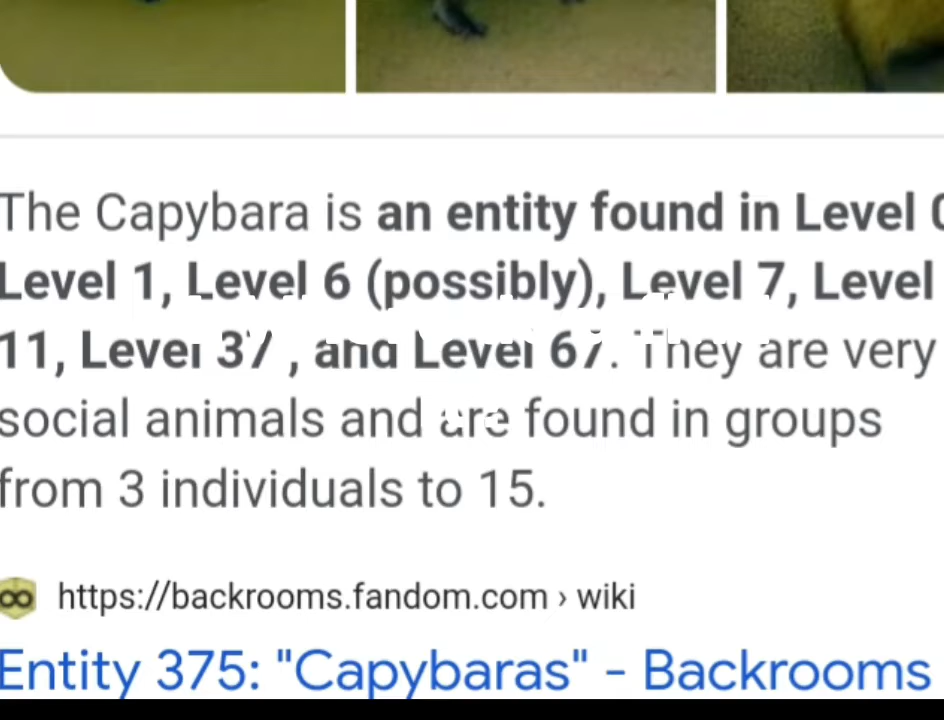 The Capybara is an entity found in Level 0
Level 1, Level 6 (possibly), Level 7, Level
11, Level 37 , and Level 67. They are very
social animals and are found in groups
from 3 individuals to 15.
https://backrooms.fandom.com › wiki
Entity 375: "Capybaras" - Backrooms